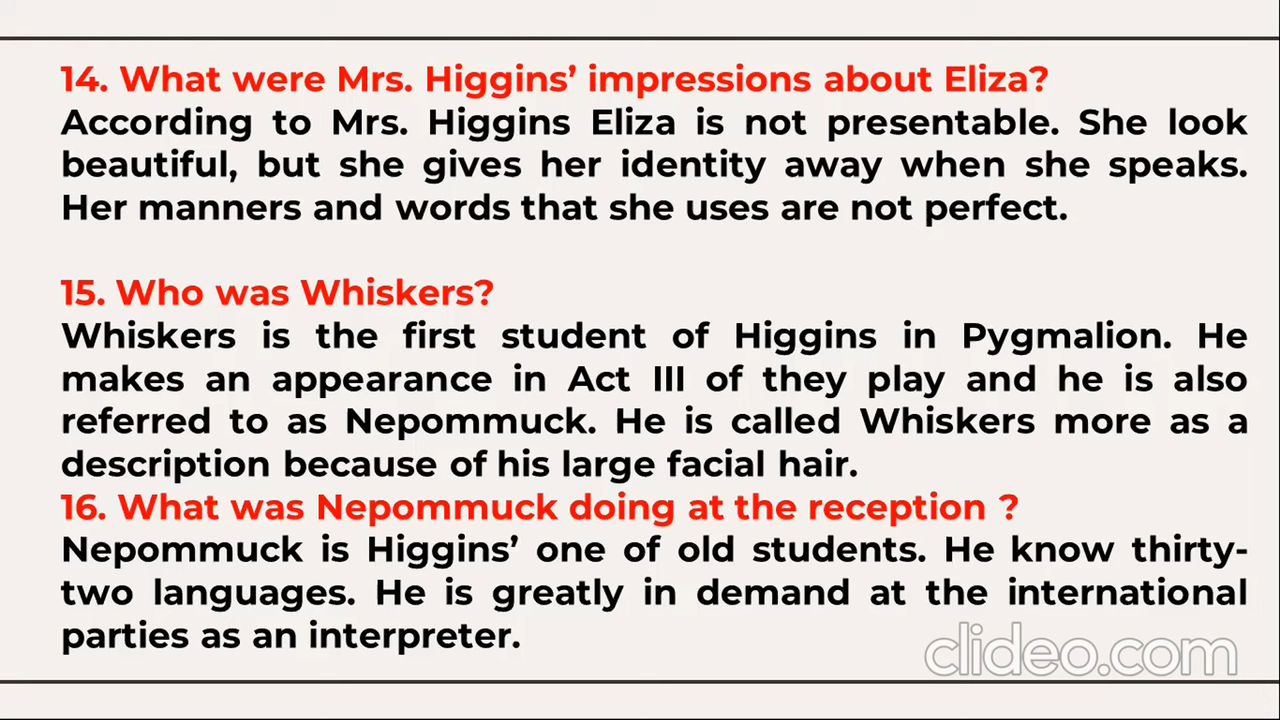 14. What were Mrs. Higgins’ impressions about Eliza?
According to Mrs. Higgins Eliza is not presentable. She look
beautiful, but she gives her identity away when she speaks.
Her manners and words that she uses are not perfect.
15. Who was Whiskers?
Whiskers is the first student of Higgins in Pygmalion. He
makes an appearance in Act III of they play and he is also
referred to as Nepommuck. He is called Whiskers more as a
description because of his large facial hair.
16. What was Nepommuck doing at the reception ?
Nepommuck is Higgins’ one of old students. He know thirty-
two languages. He is greatly in demand at the international
parties as an interpreter.
clideo.com